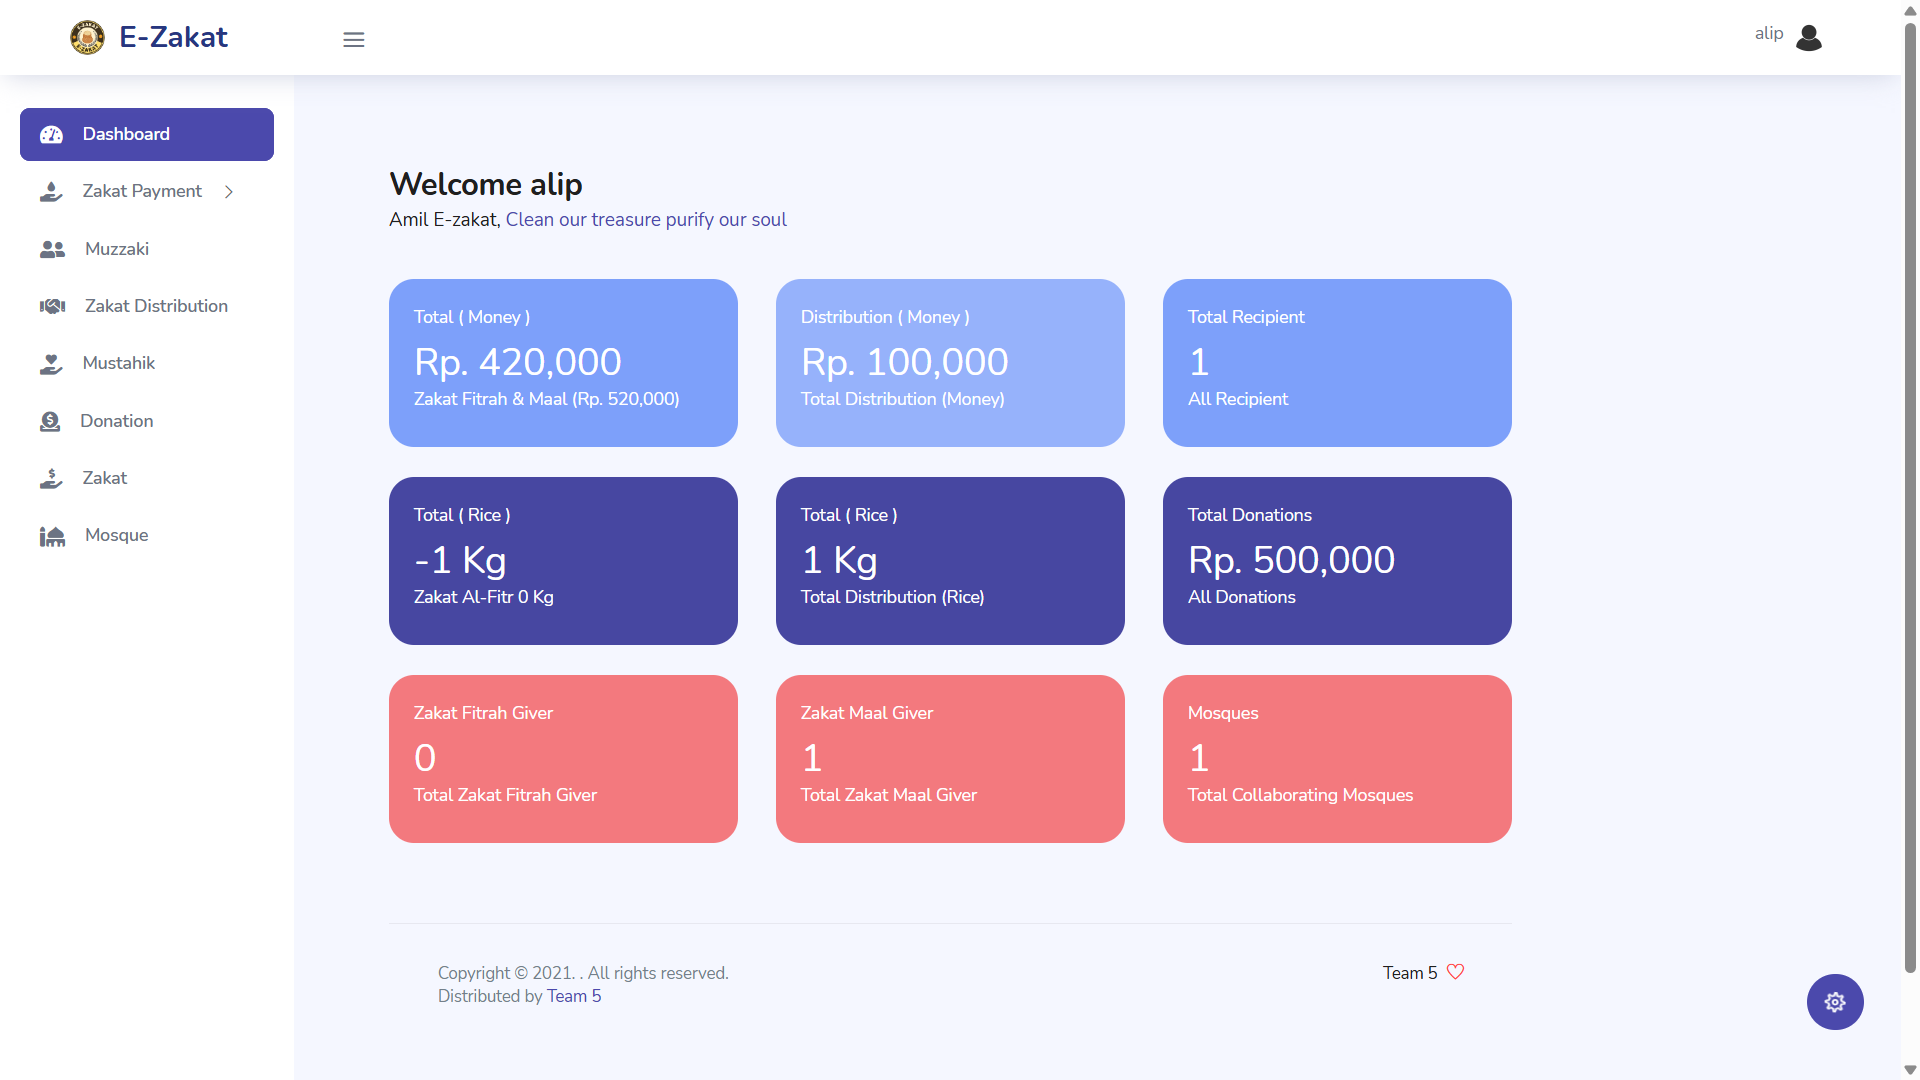 E-Zakat
alip
Dashboard
Zakat Payment
Muzzaki
Zakat Distribution
Mustahik
Donation
Zakat
Mosque
Welcome alip
Amil E-zakat, Clean our treasure purify our soul
Total ( Money )
Rp. 420,000
Zakat Fitrah & Maal (Rp. 520,000)
Distribution ( Money )
Rp. 100,000
Total Distribution (Money)
Total Recipient
1
All Recipient
Total ( Rice )
-1 Kg
Zakat Al-Fitr 0 Kg
Total ( Rice )
1 Kg
Total Distribution (Rice)
Total Donations
Rp. 500,000
All Donations
Zakat Fitrah Giver
0
Total Zakat Fitrah Giver
Zakat Maal Giver
1
Total Zakat Maal Giver
Mosques
1
Total Collaborating Mosques
Copyright © 2021. . All rights reserved.
Distributed by Team 5
Team 5